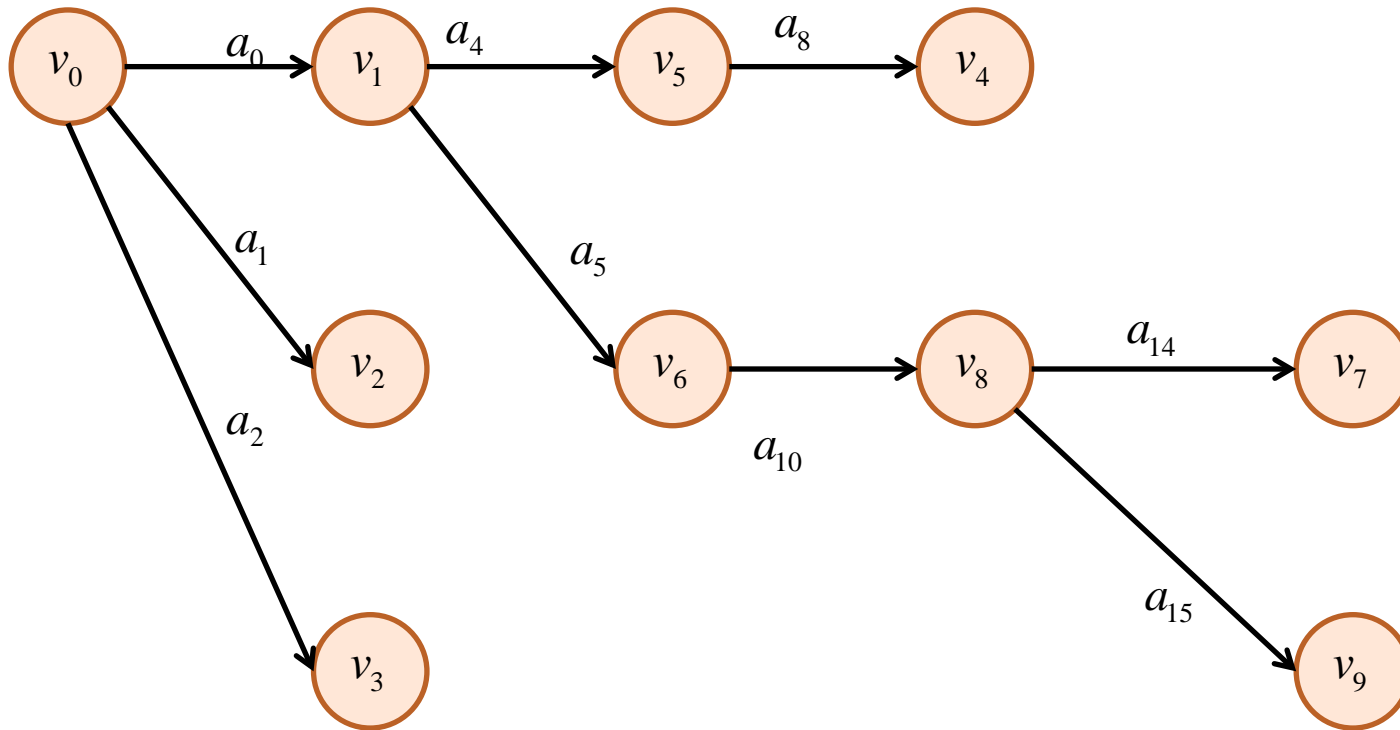 v₀ a₀ v₁ a₄ v₅ a₈ v₄
a₁ a₅
v₂ v₆ v₈ a₁₄ v₇
a₂ a₁₀
a₁₅
v₃ v₉